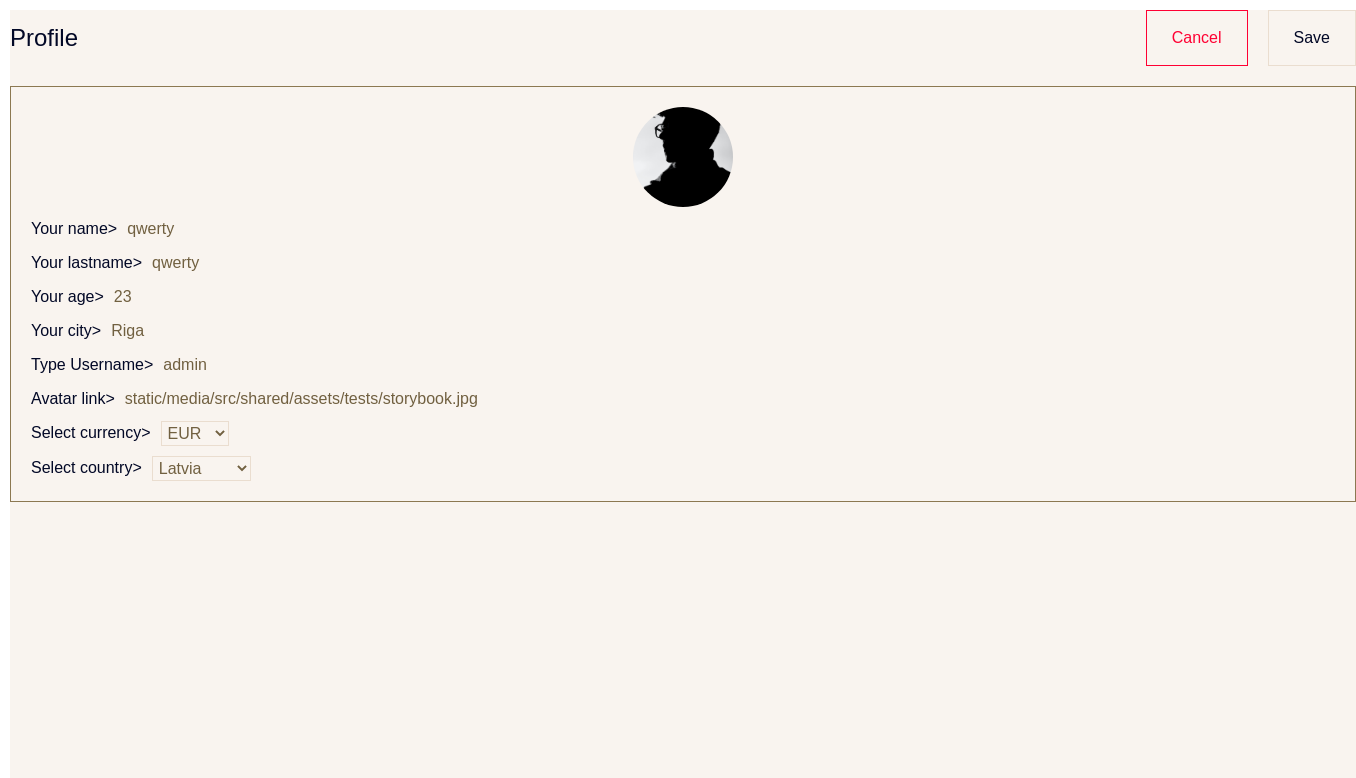 Profile
Cancel
Save
Your name> qwerty
Your lastname> qwerty
Your age> 23
Your city> Riga
Type Username> admin
Avatar link> static/media/src/shared/assets/tests/storybook.jpg
Select currency> EUR
Select country> Latvia